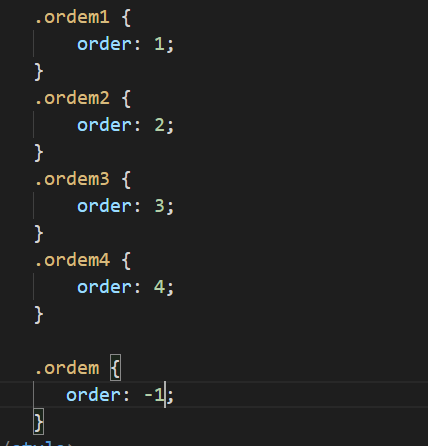 .ordem1 {
    order: 1;
}
.ordem2 {
    order: 2;
}
.ordem3 {
    order: 3;
}
.ordem4 {
    order: 4;
}

.ordem {
   order: -1;
}